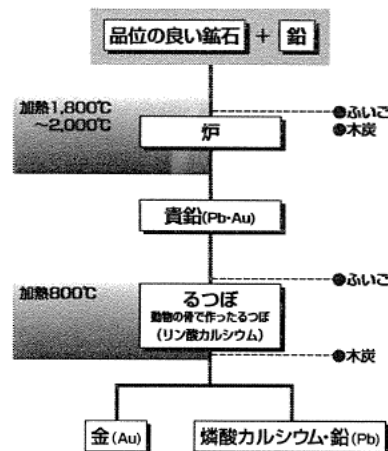 品位の良い鉱石 + 鉛
加熱1,800℃
～2,000℃
●ふいご
●木炭
炉
貴鉛(Pb・Au)
加熱800℃
●ふいご
るつぼ
動物の骨で作ったるつぼ
(リン酸カルシウム)
●木炭
金(Au)
燐酸カルシウム・鉛(Pb)